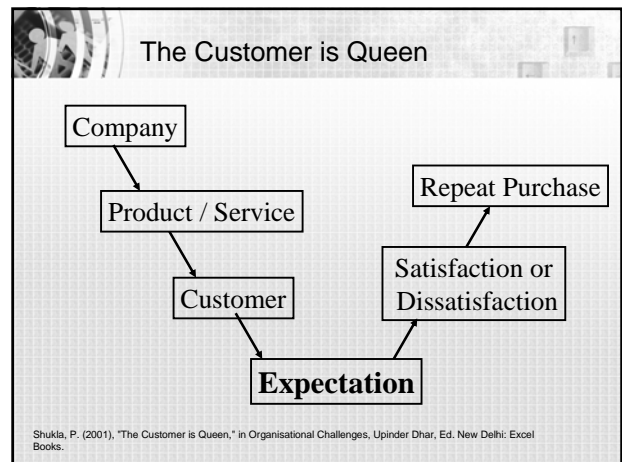 The Customer is Queen
Company
Product / Service
Customer
Expectation
Satisfaction or
Dissatisfaction
Repeat Purchase
Shukla, P. (2001), "The Customer is Queen," in Organisational Challenges, Upinder Dhar, Ed. New Delhi: Excel
Books.